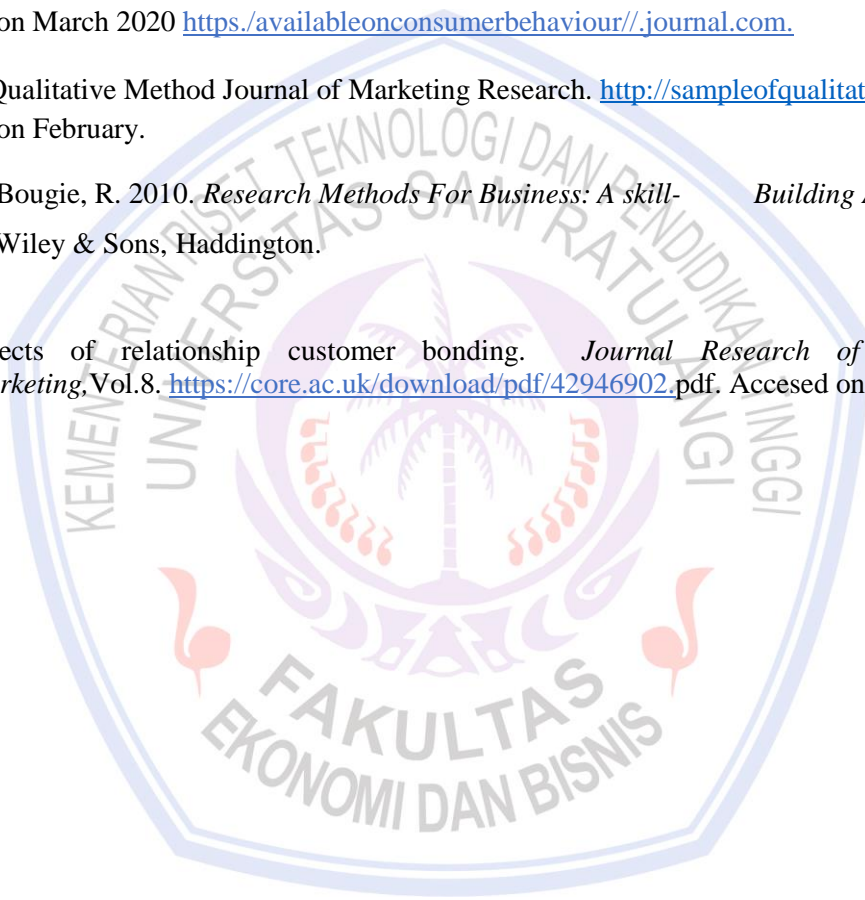 on March 2020 https./availableonconsumerbehaviour//.journal.com.
Qualitative Method Journal of Marketing Research. http://sampleofqualitat
on February.
Bougie, R. 2010. Research Methods For Business: A skill- Building
Wiley & Sons, Haddington.
ects of relationship customer bonding. Journal Research of
rketing,Vol.8. https://core.ac.uk/download/pdf/42946902.pdf. Accesed on
KEMENTERIAN RISET TEKNOLOGI DAN PENDIDIKAN TINGGI
UNIVERSITAS SAM RATULANGI
FAKULTAS
EKONOMI DAN BISNIS